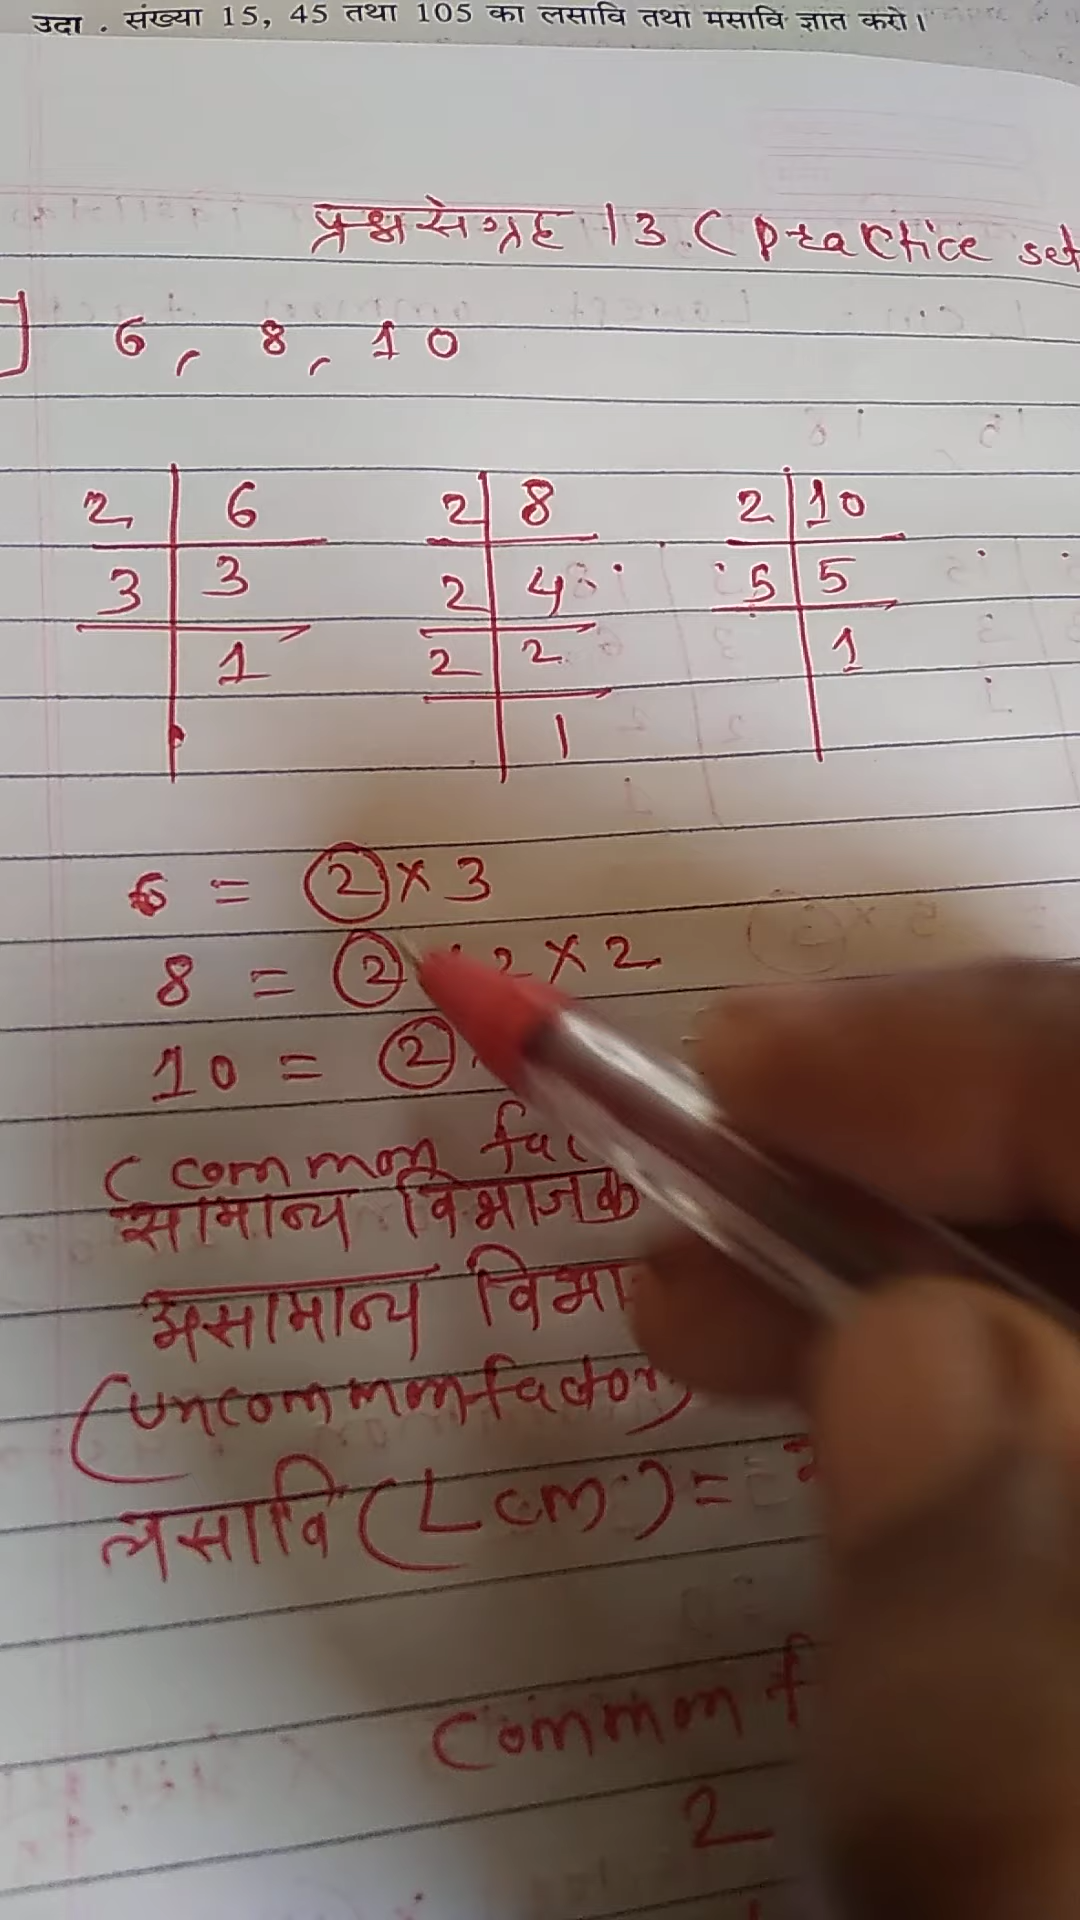 उदा . संख्या 15, 45 तथा 105 का लसावि तथा मसावि ज्ञात करो।
प्रश्नसंग्रह 13. ( Practice set
] 6, 8, 10
2 6 2 8 2 10
3 3 2 4 5 5
1 2 2 1
1
6 = 2 × 3
8 = 2 2 × 2
10 = 2
( common
सामान्य विभाजक
असामान्य
(uncommon factor)
लसावि ( Lcm ) =
common f
2